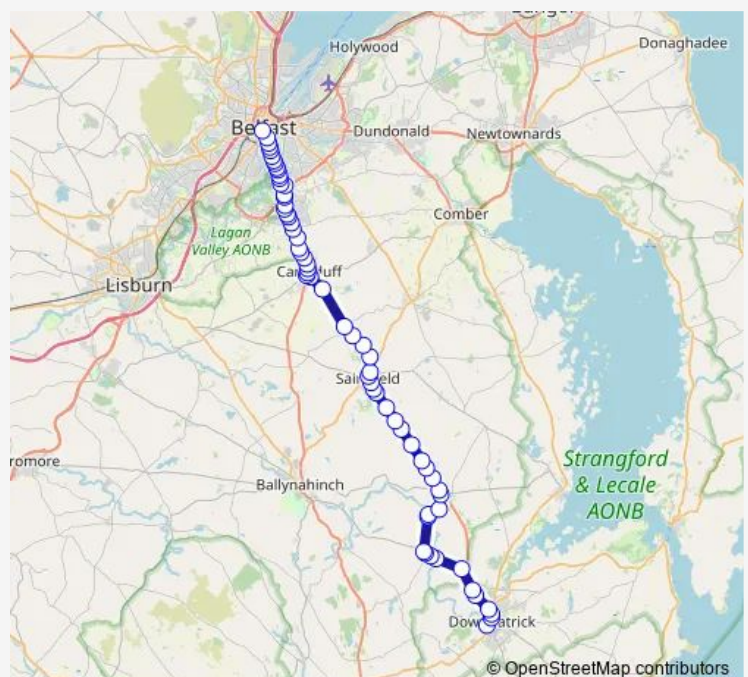 Bangor
Holywood
Donaghadee
Belfast
Dundonald
Newtownards
Comber
Lagan
Valley AONB
Lisburn
Strangford
& Lecale
AONB
Ballynahinch
romore
© OpenStreetMap contributors